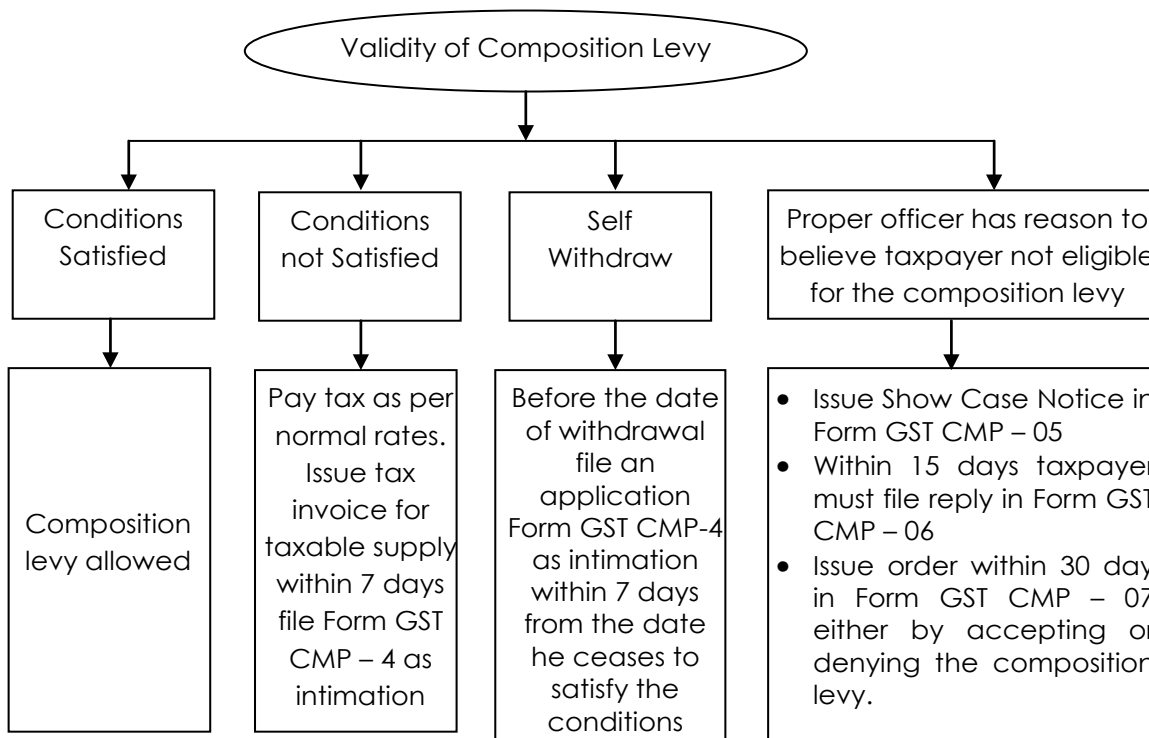 Validity of Composition Levy
Conditions
Satisfied
Conditions
not Satisfied
Self
Withdraw
Proper officer has reason to
believe taxpayer not eligible
for the composition levy
Composition
levy allowed
Pay tax as per
normal rates.
Issue tax
invoice for
taxable supply
within 7 days
file Form GST
CMP – 4 as
intimation
Before the date
of withdrawal
file an
application
Form GST CMP-4
as intimation
within 7 days
from the date
he ceases to
satisfy the
conditions
• Issue Show Case Notice in
Form GST CMP – 05
• Within 15 days taxpayer
must file reply in Form GST
CMP – 06
• Issue order within 30 day
in Form GST CMP – 07
either by accepting or
denying the composition
levy.